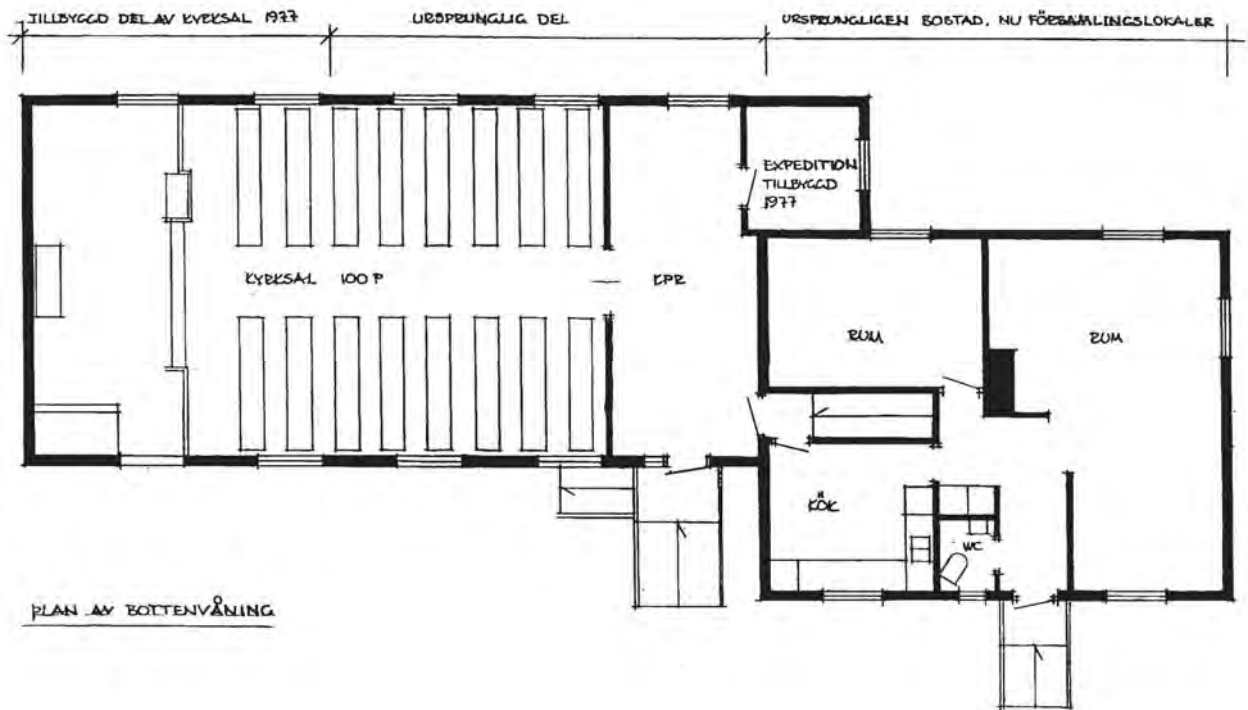 TILLBYGGD DEL AV KYRKSAL 1977
URSPRUNGLIG DEL
URSPRUNGLIGEN BOSTAD, NU FÖRSAMLINGSLOKALER
EXPEDITION
TILLBYGGD
1977
KYRKSAL 100 P
KPR
RUM
RUM
KÖK
WC
PLAN AV BOTTENVÅNING